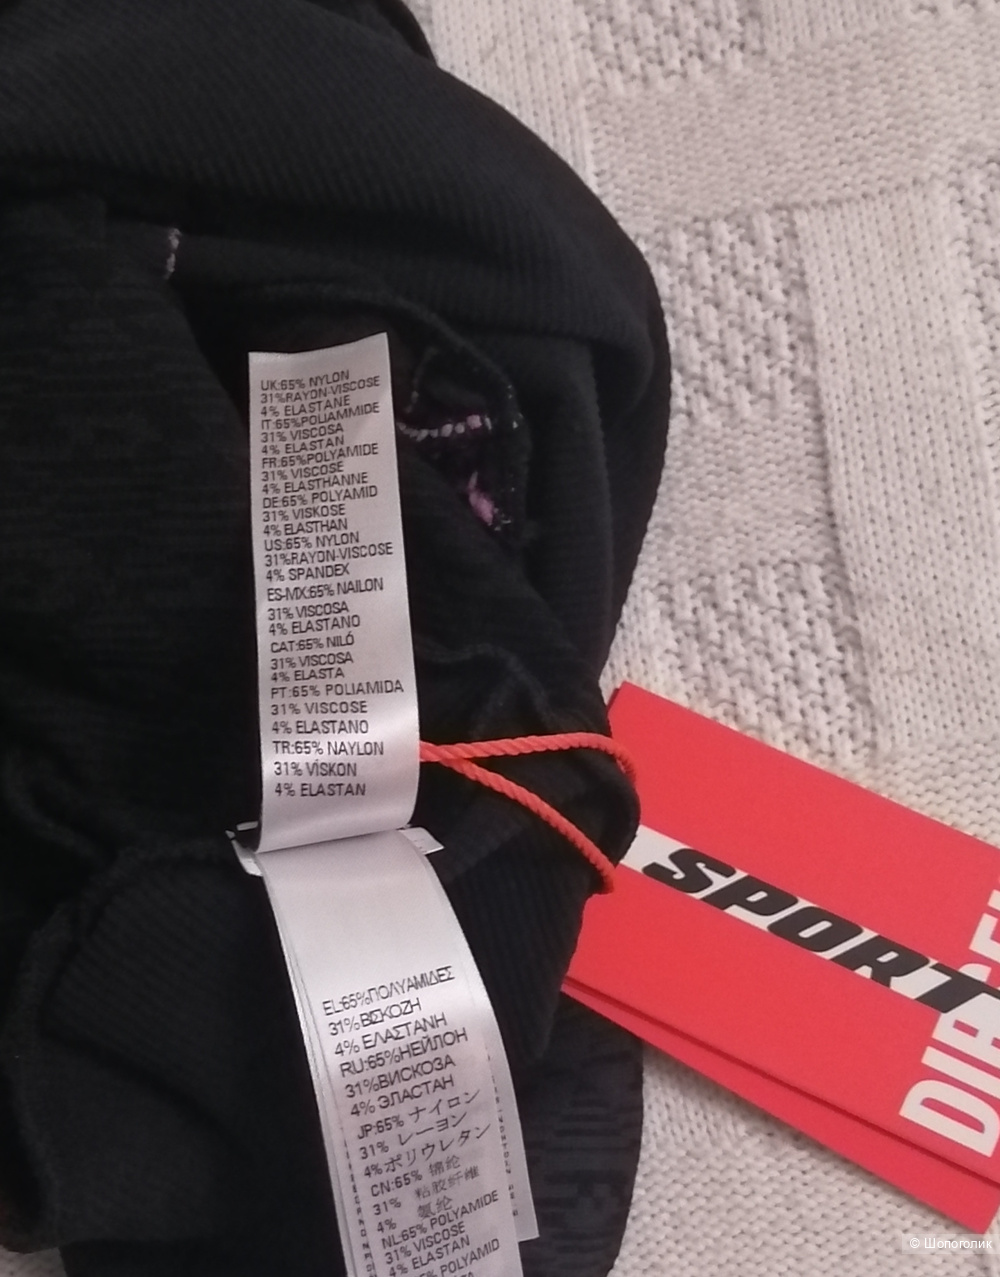 UK:65% NYLON
31%RAYON-VISCOSE
4% ELASTANE
IT:65%POLIAMMIDE
31% VISCOSA
4% ELASTAN
FR:65%POLYAMIDE
31% VISCOSE
4% ELASTHANNE
DE:65% POLYAMID
31% VISKOSE
4% ELASTHAN
US:65% NYLON
31%RAYON-VISCOSE
4% SPANDEX
ES-MX:65% NAILON
31% VISCOSA
4% ELASTANO
CAT:65% NILÓ
31% VISCOSA
4% ELASTA
PT:65% POLIAMIDA
31% VISCOSE
4% ELASTANO
TR:65% NAYLON
31% VİSKON
4% ELASTAN
EL:65%ΠΟΛΥΑΜΙΔΕΣ
31% ΒΙΣΚΟΖΗ
4% ΕΛΑΣΤΑΝΗ
RU:65%НЕЙЛОН
31%ВИСКОЗА
4% ЭЛАСТАН
JP:65% ナイロン
31% レーヨン
4%ポリウレタン
CN:65% 锦纶
31% 粘胶纤维
4% 氨纶
NL:65% POLYAMIDE
31% VISCOSE
4% ELASTAN
65% POLYAMID
SPORT
© Шопоголик